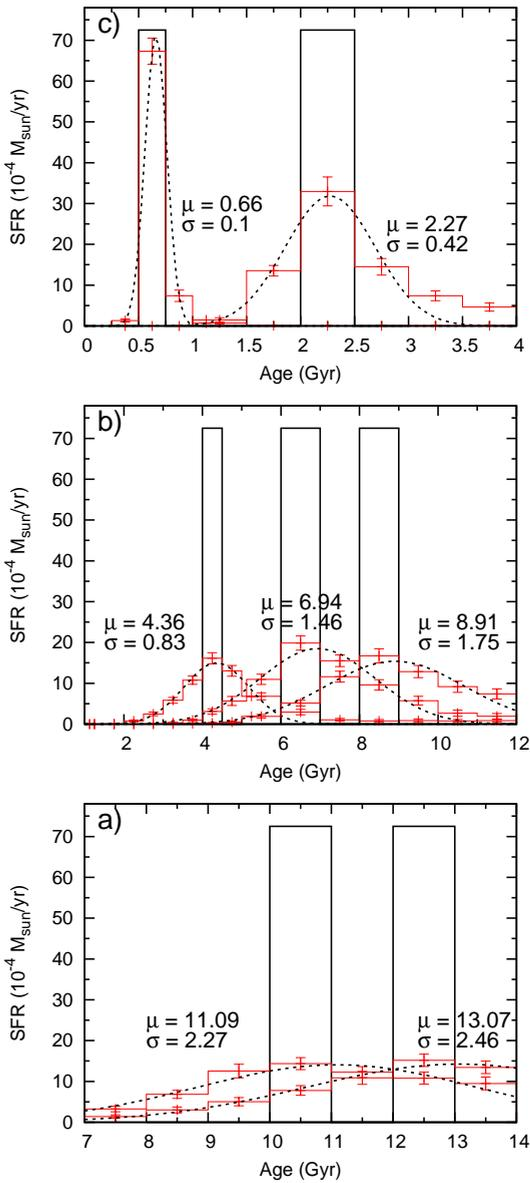 c)
SFR (10⁻⁴ M_sun/yr)
70
60
50
40
30
20
10
0
μ = 0.66
σ = 0.1
μ = 2.27
σ = 0.42
0 0.5 1 1.5 2 2.5 3 3.5 4
Age (Gyr)
b)
SFR (10⁻⁴ M_sun/yr)
70
60
50
40
30
20
10
0
μ = 4.36
σ = 0.83
μ = 6.94
σ = 1.46
μ = 8.91
σ = 1.75
2 4 6 8 10 12
Age (Gyr)
a)
SFR (10⁻⁴ M_sun/yr)
70
60
50
40
30
20
10
0
μ = 11.09
σ = 2.27
μ = 13.07
σ = 2.46
7 8 9 10 11 12 13 14
Age (Gyr)